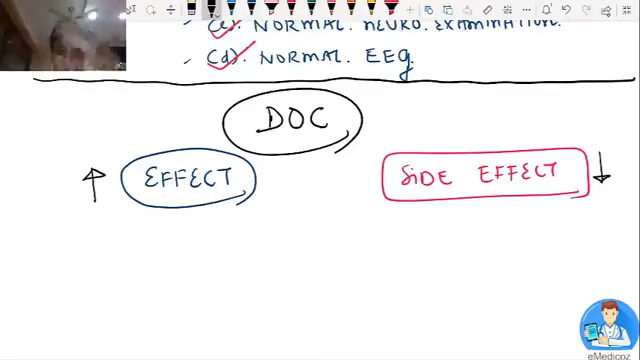 (c). NORMAL. NEURO. EXAMINATION.
(d). NORMAL. EEG.
DOC
↑ EFFECT SIDE EFFECT ↓
eMedicoz